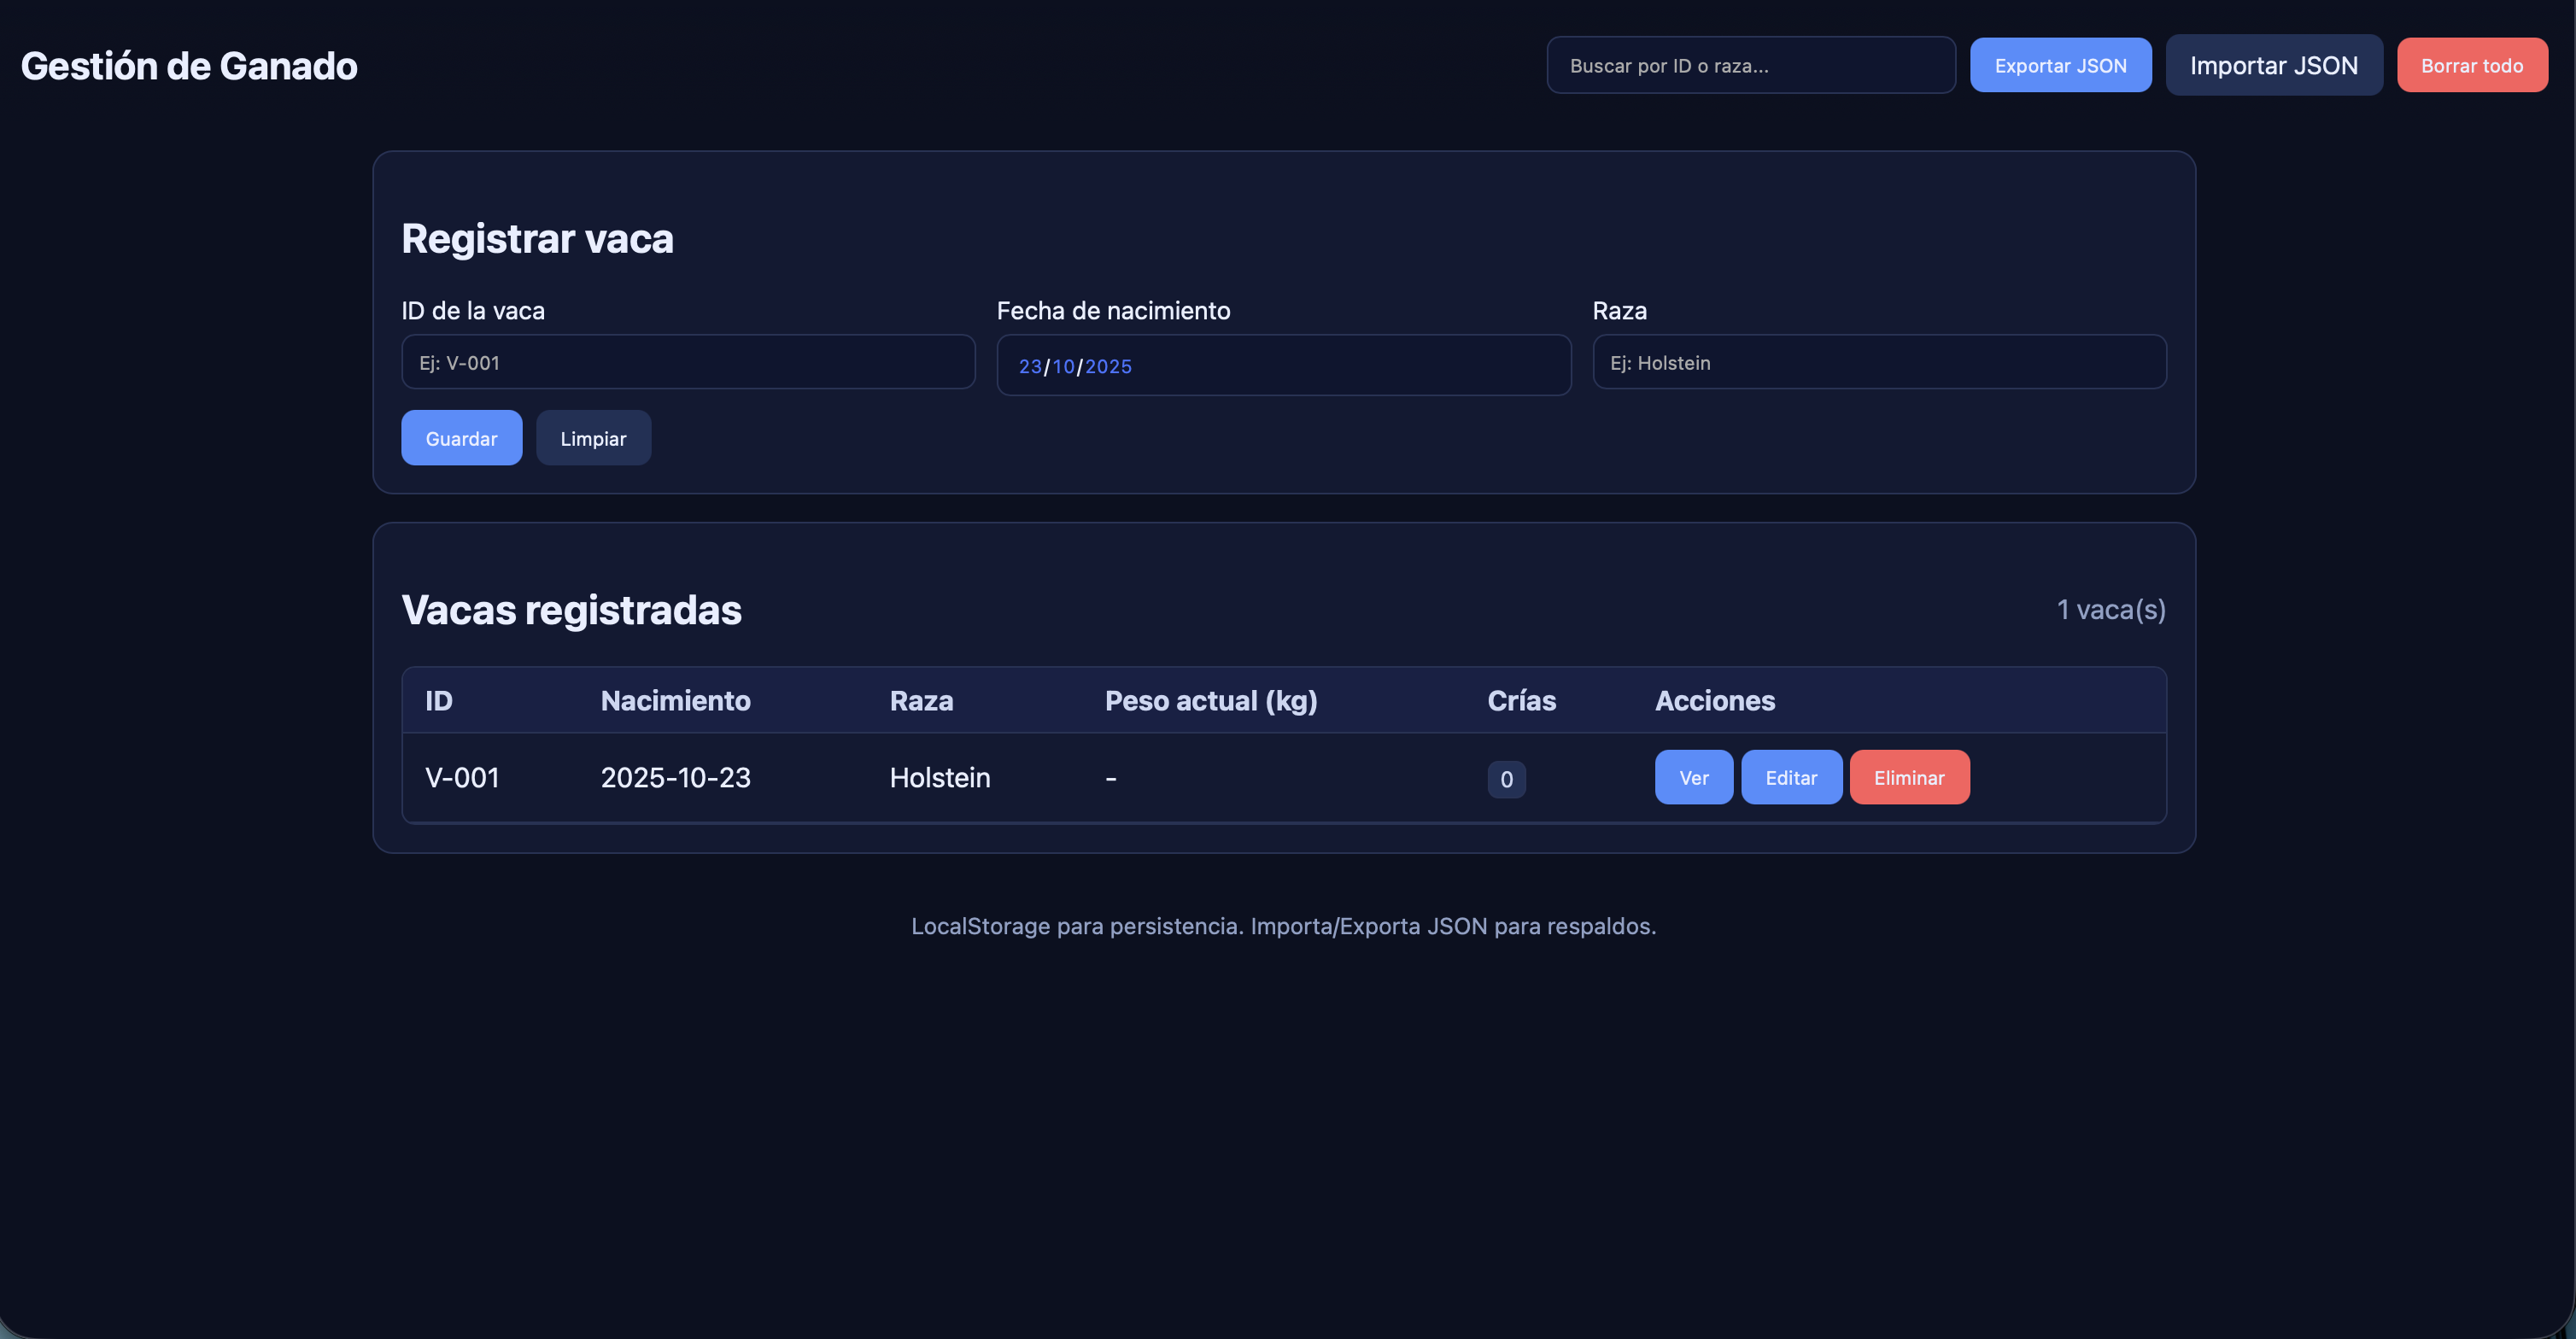 Gestión de Ganado
Buscar por ID o raza... Exportar JSON Importar JSON Borrar todo
Registrar vaca
ID de la vaca Fecha de nacimiento Raza
Ej: V-001 23/10/2025 Ej: Holstein
Guardar Limpiar
Vacas registradas 1 vaca(s)
ID Nacimiento Raza Peso actual (kg) Crías Acciones
V-001 2025-10-23 Holstein - 0 Ver Editar Eliminar
LocalStorage para persistencia. Importa/Exporta JSON para respaldos.